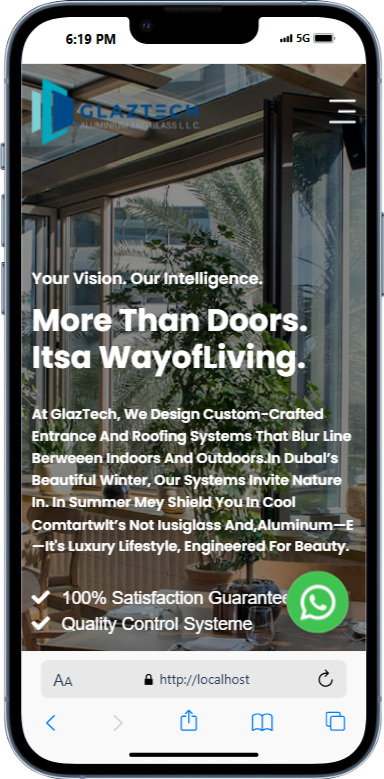 6:19 PM
5G
GLAZTECH
ALUMINIUM AND GLASS L.L.C.
Your Vision. Our Intelligence.
More Than Doors.
Itsa WayofLiving.
At GlazTech, We Design Custom-Crafted
Entrance And Roofing Systems That Blur Line
Berweeen Indoors And Outdoors.In Dubal’s
Beautiful Winter, Our Systems Invite Nature
In. In Summer Mey Shield You In Cool
Comtartwlt’s Not Iusiglass And,Aluminum—E
—It's Luxury Lifestyle, Engineered For Beauty.
100% Satisfaction Guarantee
Quality Control Systeme
AA
http://localhost